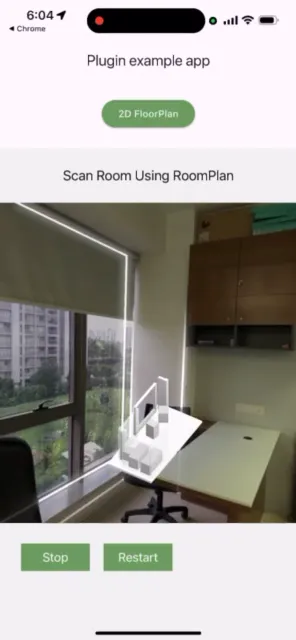 6:04
◀ Chrome
Plugin example app
2D FloorPlan
Scan Room Using RoomPlan
Stop
Restart